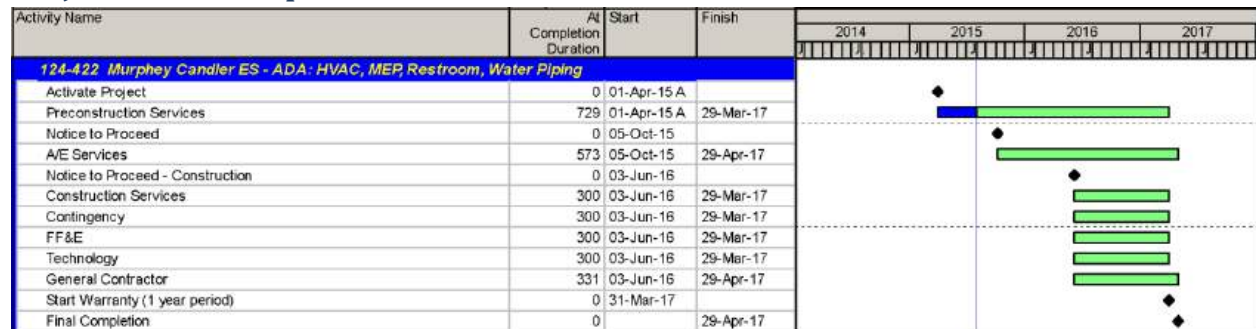 Activity Name At Start Finish
Completion 2014 2015 2016 2017
Duration J J J J
124-422 Murphey Candler ES - ADA: HVAC, MEP, Restroom, Water Piping
Activate Project 0 01-Apr-15 A
Preconstruction Services 729 01-Apr-15 A 29-Mar-17
Notice to Proceed 0 05-Oct-15
A/E Services 573 05-Oct-15 29-Apr-17
Notice to Proceed - Construction 0 03-Jun-16
Construction Services 300 03-Jun-16 29-Mar-17
Contingency 300 03-Jun-16 29-Mar-17
FF&E 300 03-Jun-16 29-Mar-17
Technology 300 03-Jun-16 29-Mar-17
General Contractor 331 03-Jun-16 29-Apr-17
Start Warranty (1 year period) 0 31-Mar-17
Final Completion 0 29-Apr-17